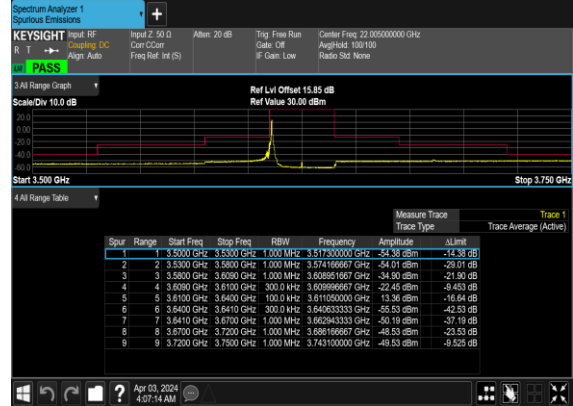 Spectrum Analyzer 1
Spurious Emissions
KEYSIGHT Input: RF Input Z: 50 Ω Atten: 20 dB Trig: Free Run Center Freq: 22.005000000 GHz
R T Coupling: DC Corr CCorr Gate: Off Avg|Hold: 100/100
Align: Auto Freq Ref: Int (S) IF Gain: Low Radio Std: None
PASS
3 All Range Graph
Ref Lvl Offset 15.85 dB
Scale/Div 10.0 dB Ref Value 30.00 dBm
20.0
0.00
-20.0
-40.0
-60.0
Start 3.500 GHz Stop 3.750 GHz
4 All Range Table
Measure Trace Trace 1
Trace Type Trace Average (Active)
Spur Range Start Freq Stop Freq RBW Frequency Amplitude ΔLimit
1 1 3.5000 GHz 3.5300 GHz 1.000 MHz 3.517300000 GHz -54.38 dBm -14.38 dB
2 2 3.5300 GHz 3.5800 GHz 1.000 MHz 3.574166667 GHz -54.01 dBm -29.01 dB
3 3 3.5800 GHz 3.6090 GHz 1.000 MHz 3.608951667 GHz -34.90 dBm -21.90 dB
4 4 3.6090 GHz 3.6100 GHz 300.0 kHz 3.609996667 GHz -22.45 dBm -9.453 dB
5 5 3.6100 GHz 3.6400 GHz 100.0 kHz 3.611050000 GHz 13.36 dBm -16.64 dB
6 6 3.6400 GHz 3.6410 GHz 300.0 kHz 3.640633333 GHz -55.53 dBm -42.53 dB
7 7 3.6410 GHz 3.6700 GHz 1.000 MHz 3.662943333 GHz -50.19 dBm -37.19 dB
8 8 3.6700 GHz 3.7200 GHz 1.000 MHz 3.686166667 GHz -48.53 dBm -23.53 dB
9 9 3.7200 GHz 3.7500 GHz 1.000 MHz 3.743100000 GHz -49.53 dBm -9.525 dB
? Apr 03, 2024
4:07:14 AM